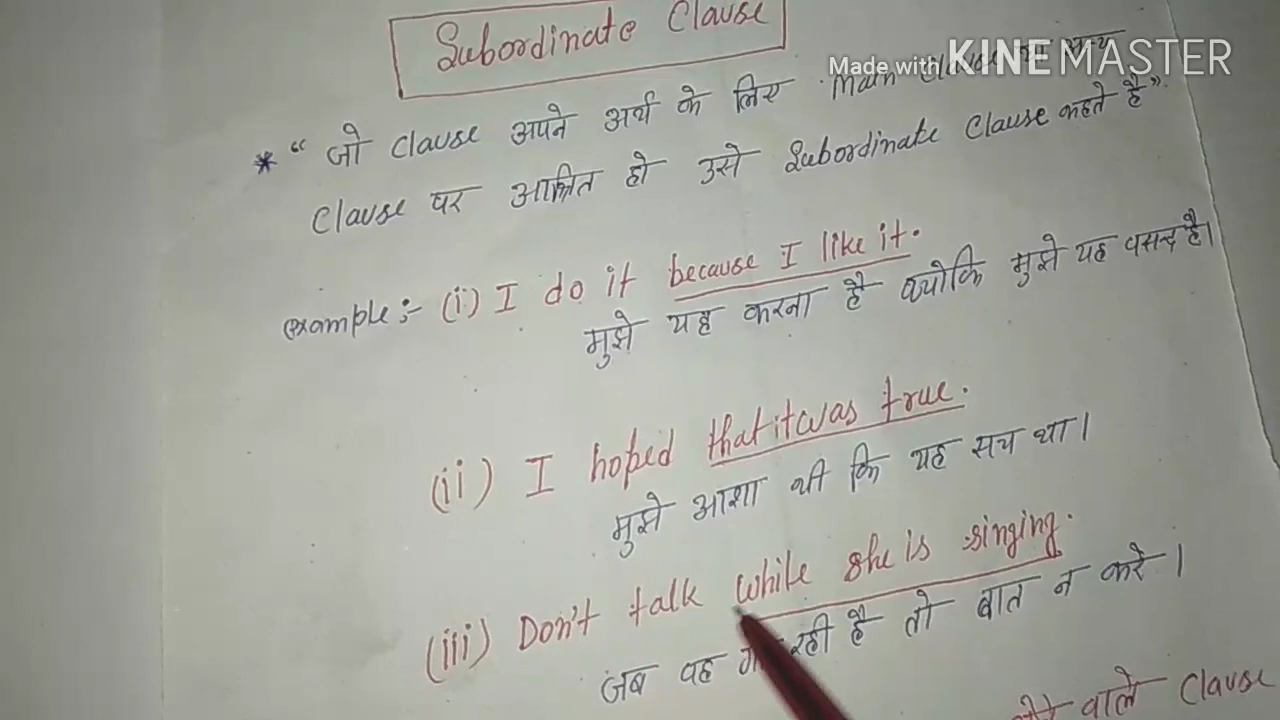 Subordinate Clause
Made with KINEMASTER
* “ जो Clause अपने अर्थ के लिए Main Clause या अन्य
Clause पर आश्रित हो उसे Subordinate Clause कहते है”
example:- (i) I do it because I like it.
मुझे यह करना है क्योकि मुझे यह पसन्द है।
(ii) I hoped that it was true.
मुझे आशा थी कि यह सच था।
(iii) Don't talk while she is singing.
जब वह गा रही है तो बात न करे।
वाले Clause